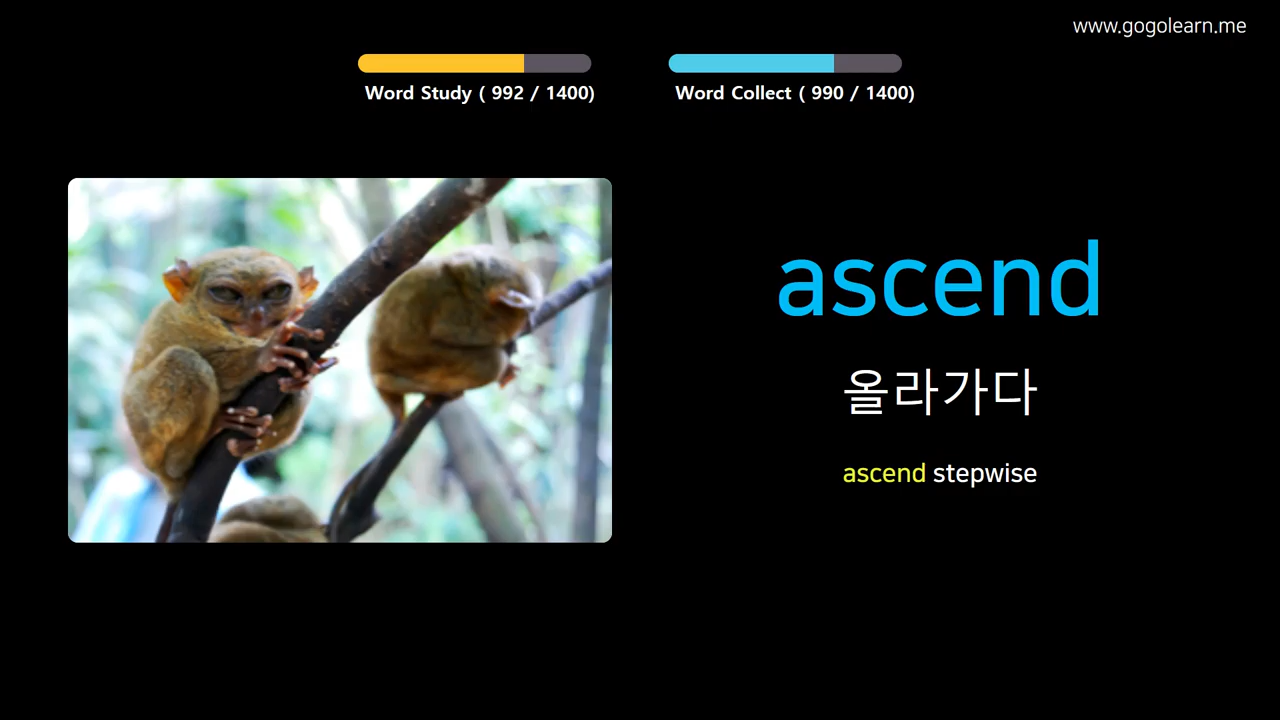 www.gogolearn.me
Word Study ( 992 / 1400)
Word Collect ( 990 / 1400)
ascend
올라가다
ascend stepwise